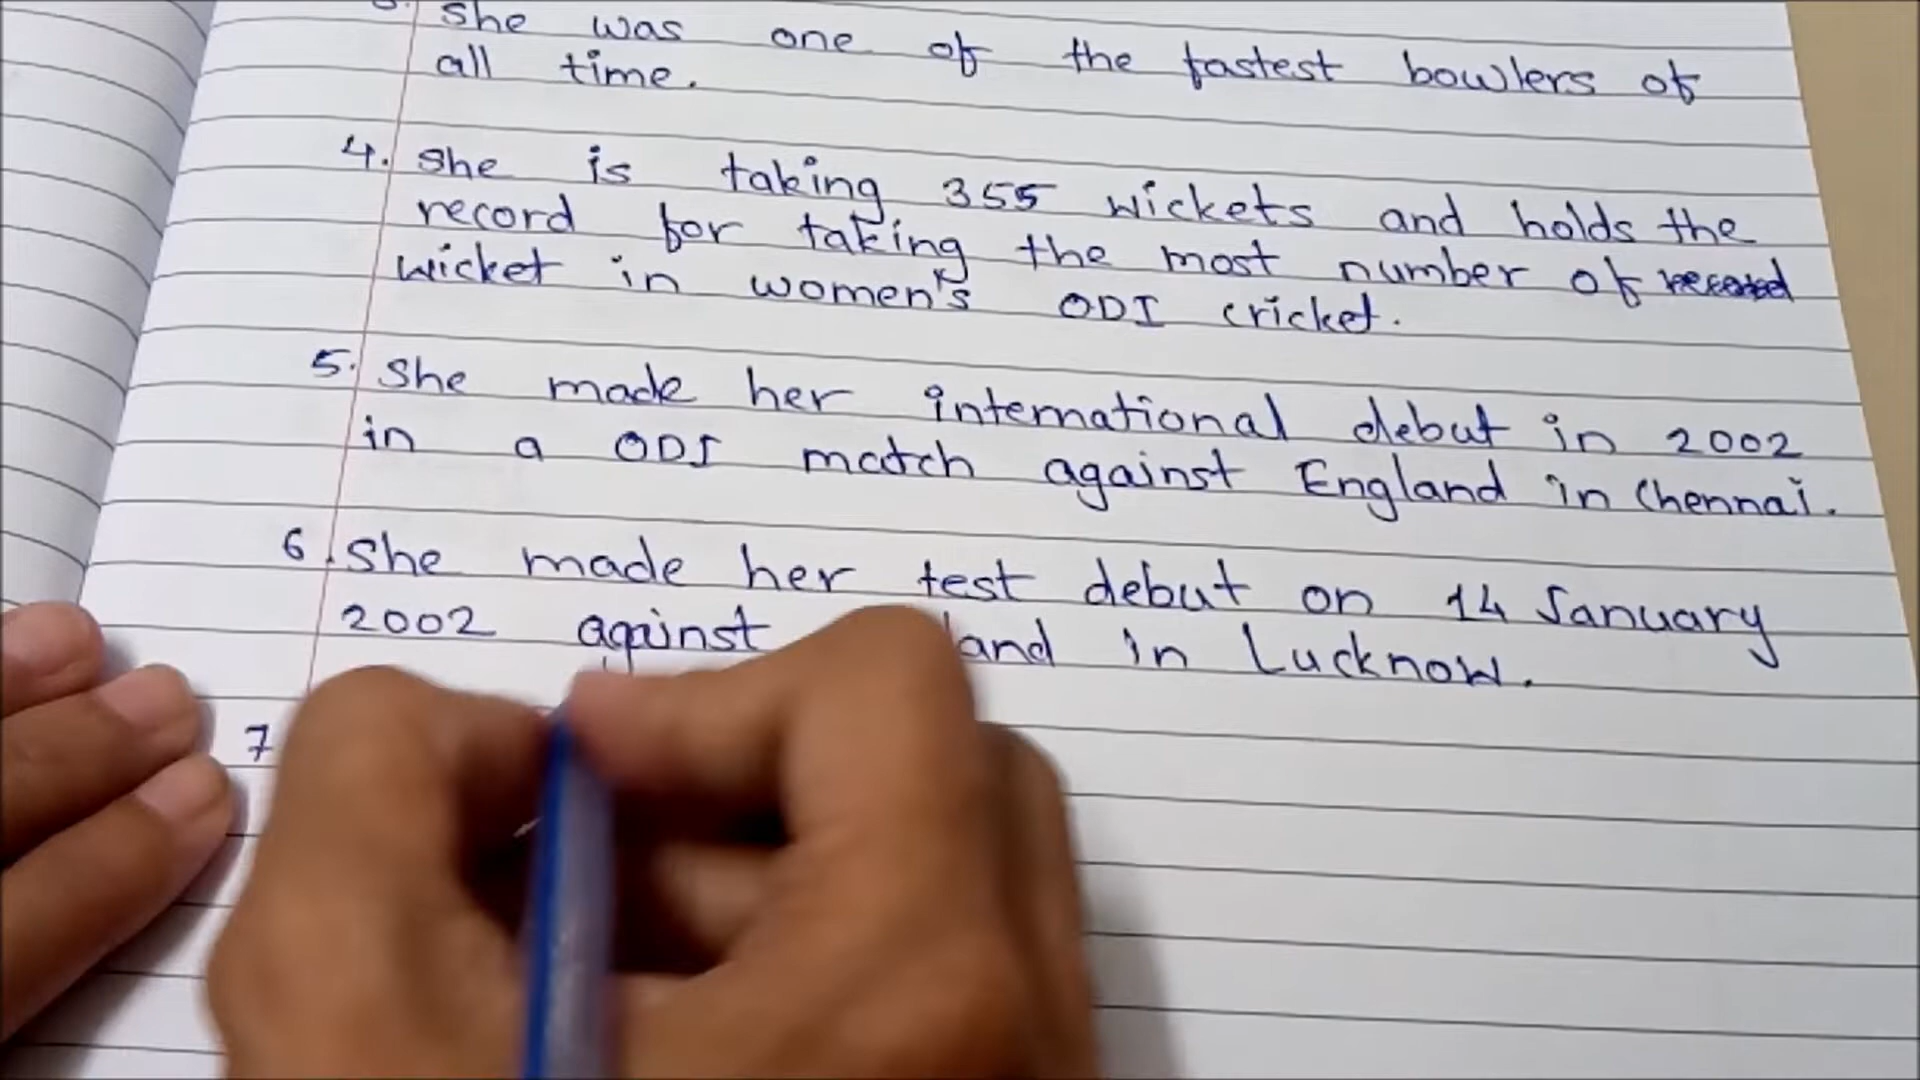 3. She was one of the fastest bowlers of
all time.
4. She is taking 355 wickets and holds the
record for taking the most number of
wicket in women's ODI cricket.
5. She made her international debut in 2002
in a ODI match against England in Chennai.
6. She made her test debut on 14 January
2002 against land in Lucknow.
7